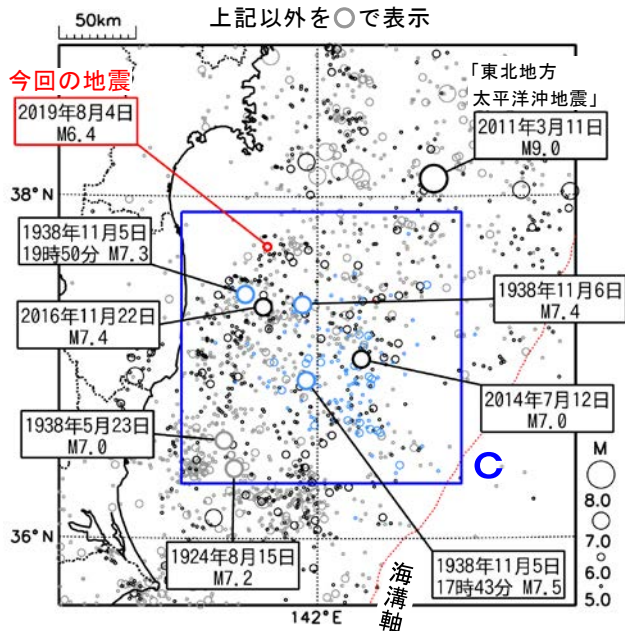 上記以外を○で表示
50km
今回の地震
2019年8月4日
M6.4
「東北地方
太平洋沖地震」
2011年3月11日
M9.0
38°N
1938年11月5日
19時50分 M7.3
1938年11月6日
M7.4
2016年11月22日
M7.4
2014年7月12日
M7.0
1938年5月23日
M7.0
C
M
8.0
7.0
6.0
5.0
36°N
1924年8月15日
M7.2
1938年11月5日
17時43分 M7.5
海溝軸
142°E